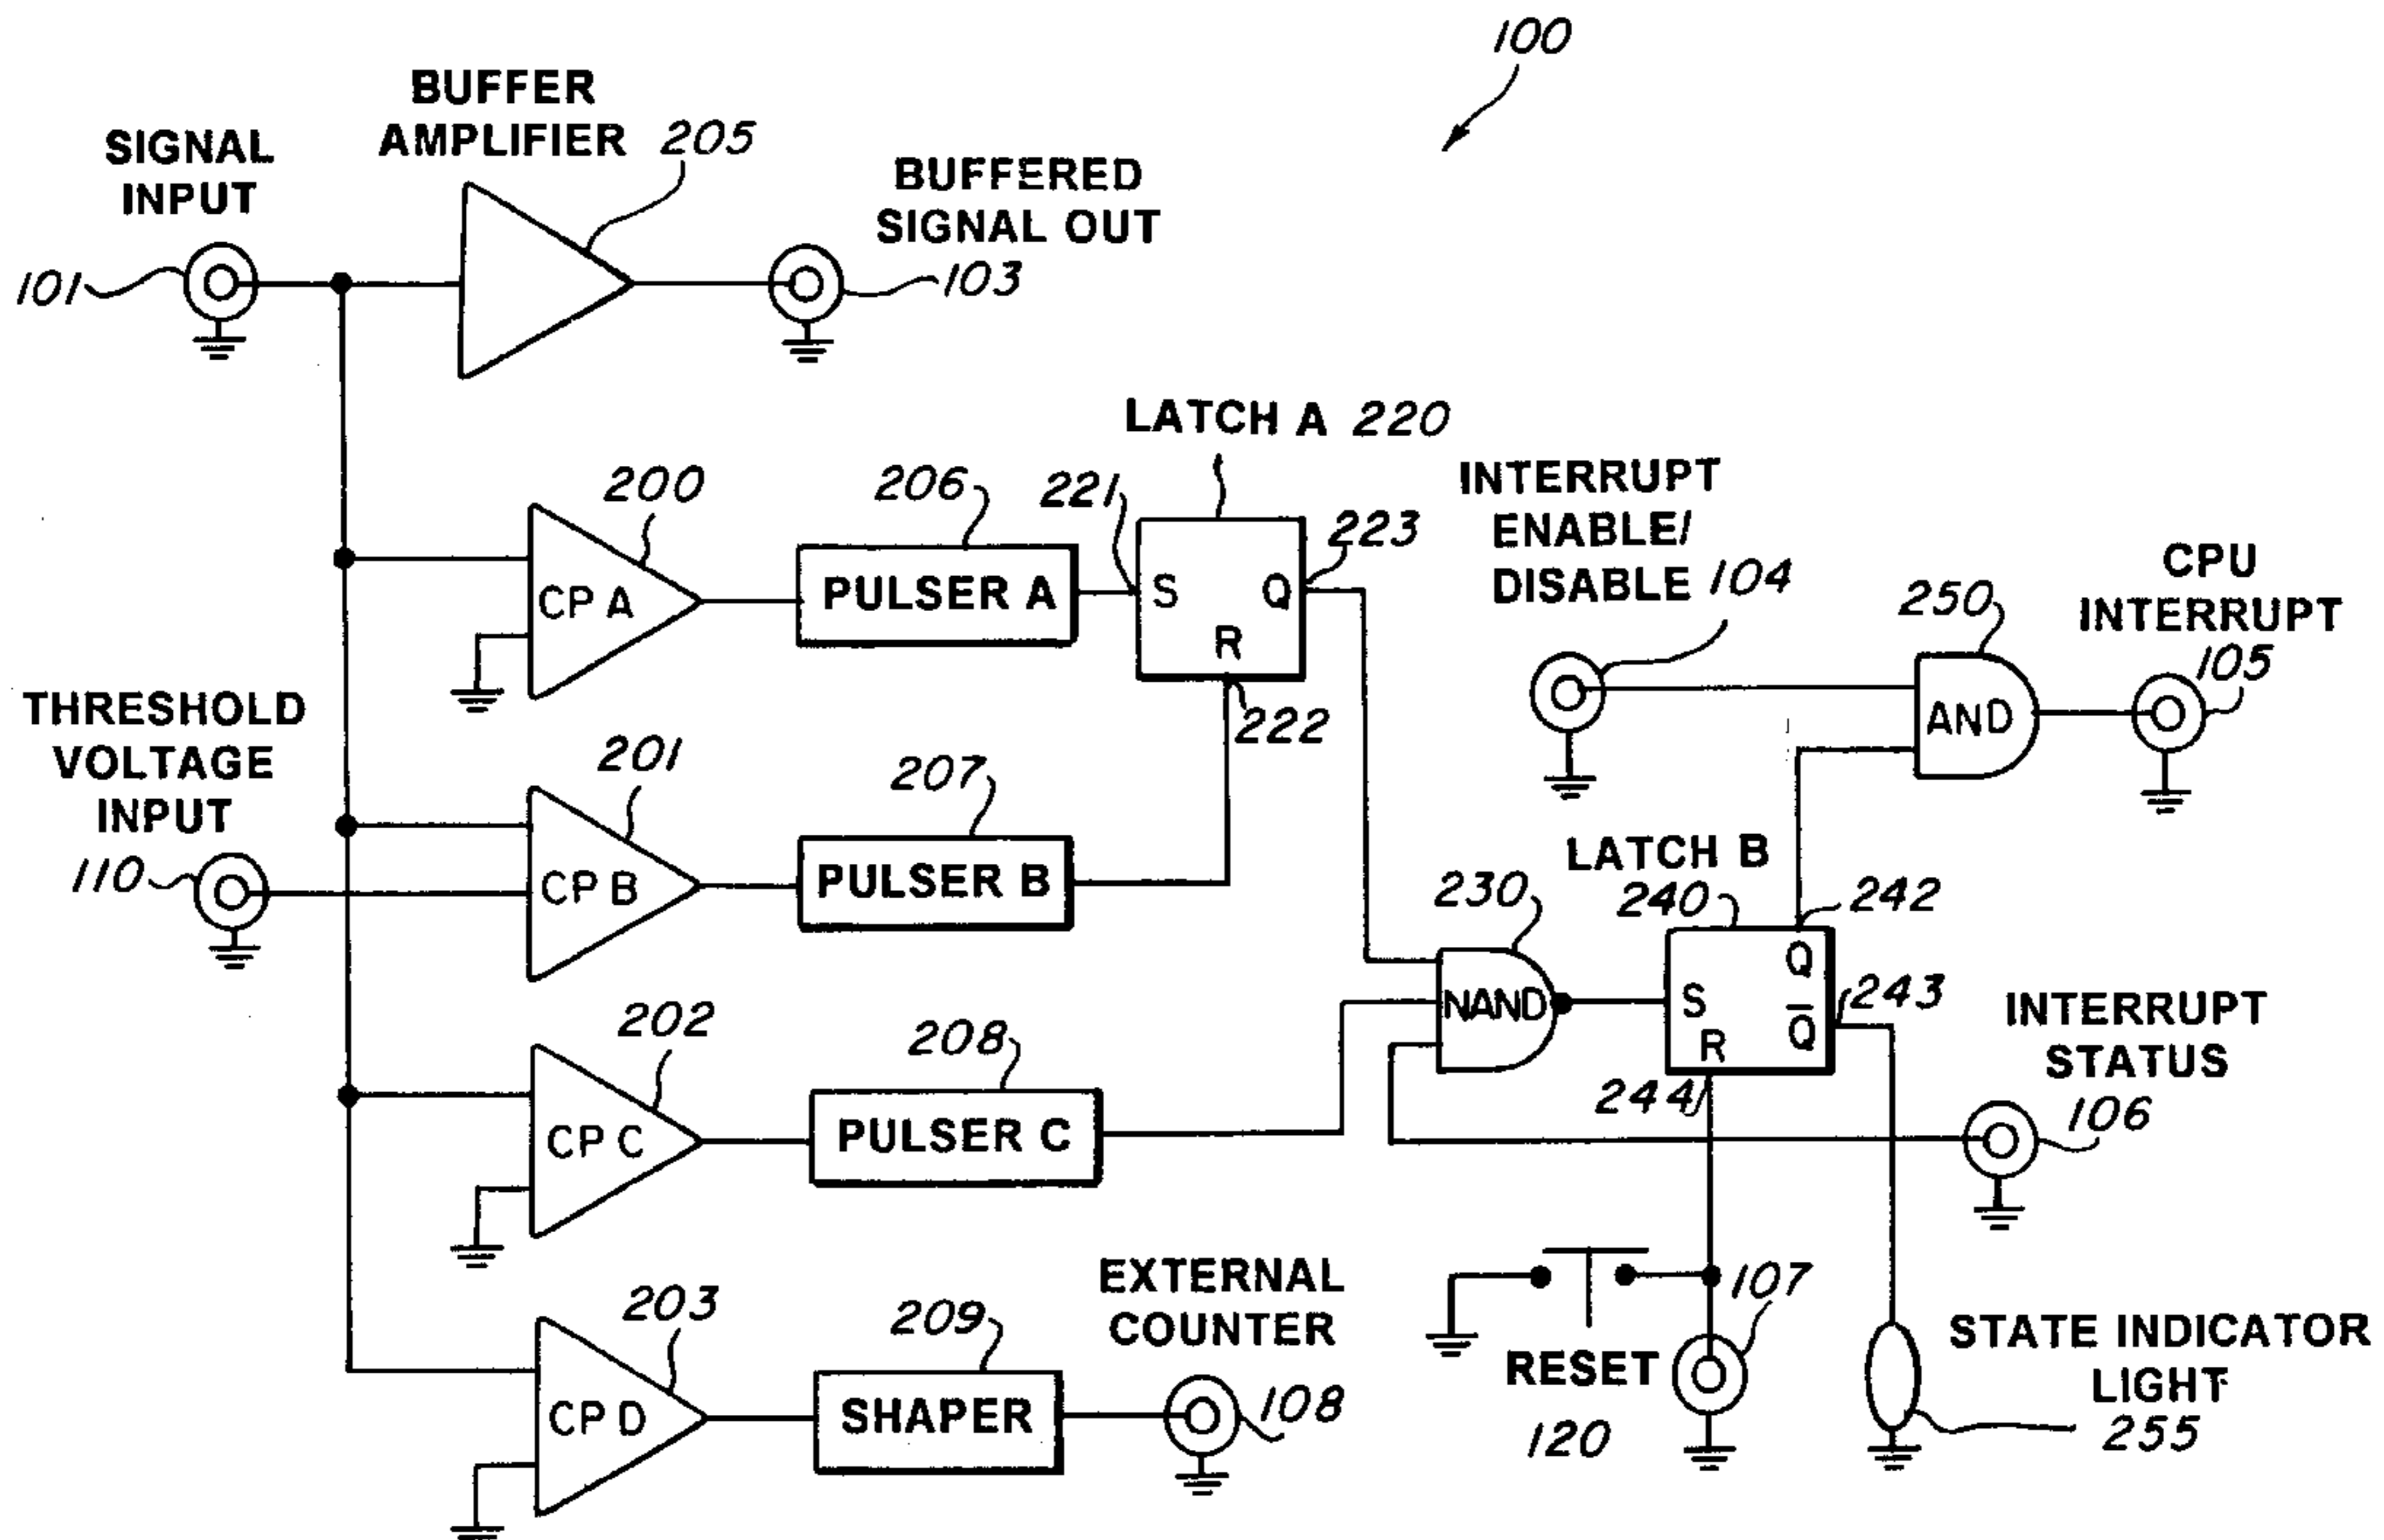 100
BUFFER
AMPLIFIER 205
SIGNAL
INPUT
101
BUFFERED
SIGNAL OUT
103
LATCH A 220
200
CP A
206
PULSER A
221
S
Q
R
223
222
INTERRUPT
ENABLE/
DISABLE 104
250
AND
CPU
INTERRUPT
105
THRESHOLD
VOLTAGE
INPUT
110
201
CP B
207
PULSER B
230
NAND
LATCH B
240
242
S
Q
R
Q̅
243
244
INTERRUPT
STATUS
106
202
CP C
208
PULSER C
203
CP D
209
SHAPER
EXTERNAL
COUNTER
108
RESET
120
107
STATE INDICATOR
LIGHT
255